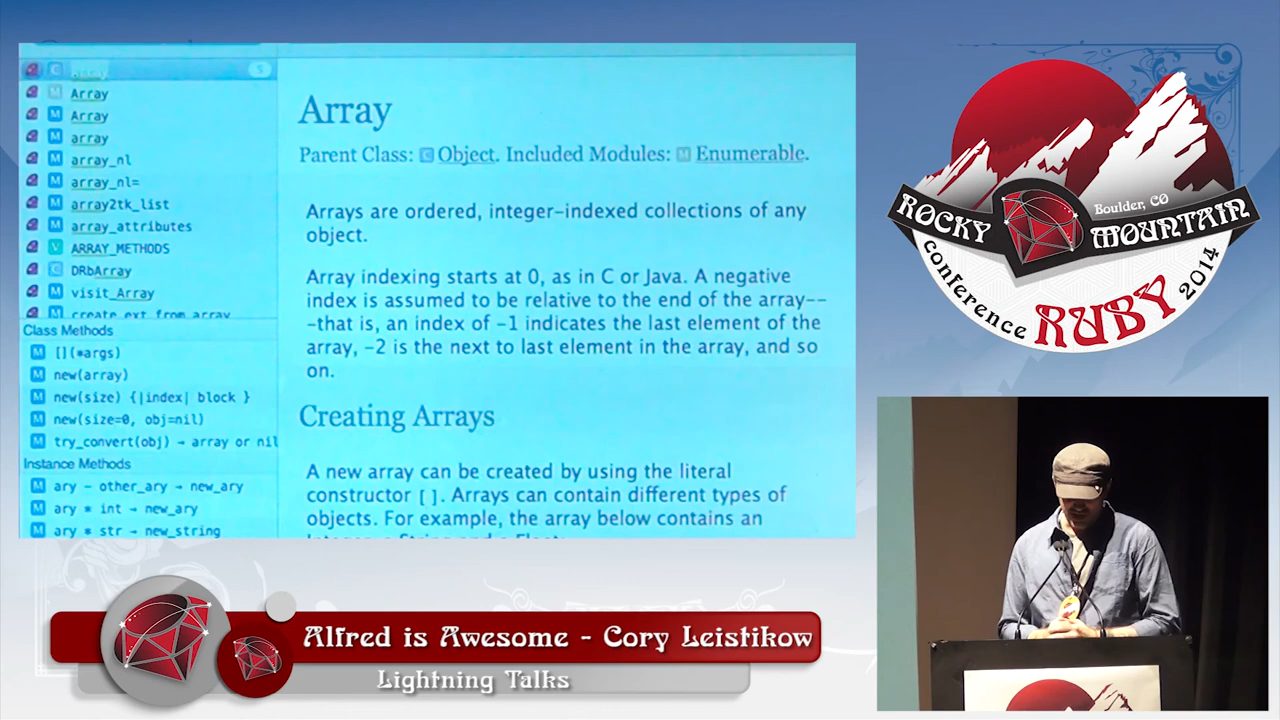 Array
S
Array
Array
array
array_nl
array_nl=
array2tk_list
array_attributes
ARRAY_METHODS
DRbArray
visit_Array
create_ext_from_array
Class Methods
[](*args)
new(array)
new(size) {|index| block }
new(size=0, obj=nil)
try_convert(obj) → array or nil
Instance Methods
ary - other_ary → new_ary
ary * int → new_ary
ary * str → new_string
Array
Parent Class: C Object. Included Modules: M Enumerable.
Arrays are ordered, integer-indexed collections of any
object.
Array indexing starts at 0, as in C or Java. A negative
index is assumed to be relative to the end of the array--
-that is, an index of -1 indicates the last element of the
array, -2 is the next to last element in the array, and so
on.
Creating Arrays
A new array can be created by using the literal
constructor []. Arrays can contain different types of
objects. For example, the array below contains an
Boulder, CO
ROCKY MOUNTAIN
conference RUBY 2014
Alfred is Awesome - Cory Leistikow
Lightning Talks